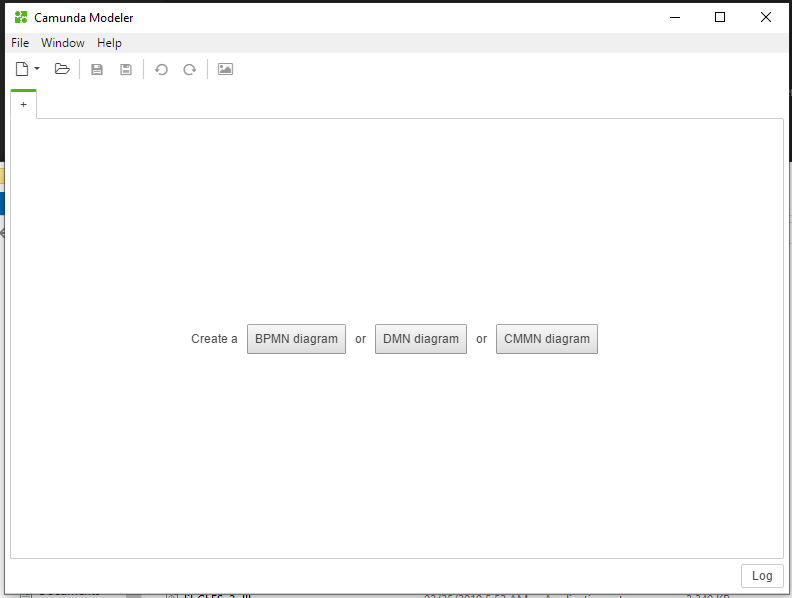 Camunda Modeler
File Window Help
+
Create a BPMN diagram or DMN diagram or CMMN diagram
Log